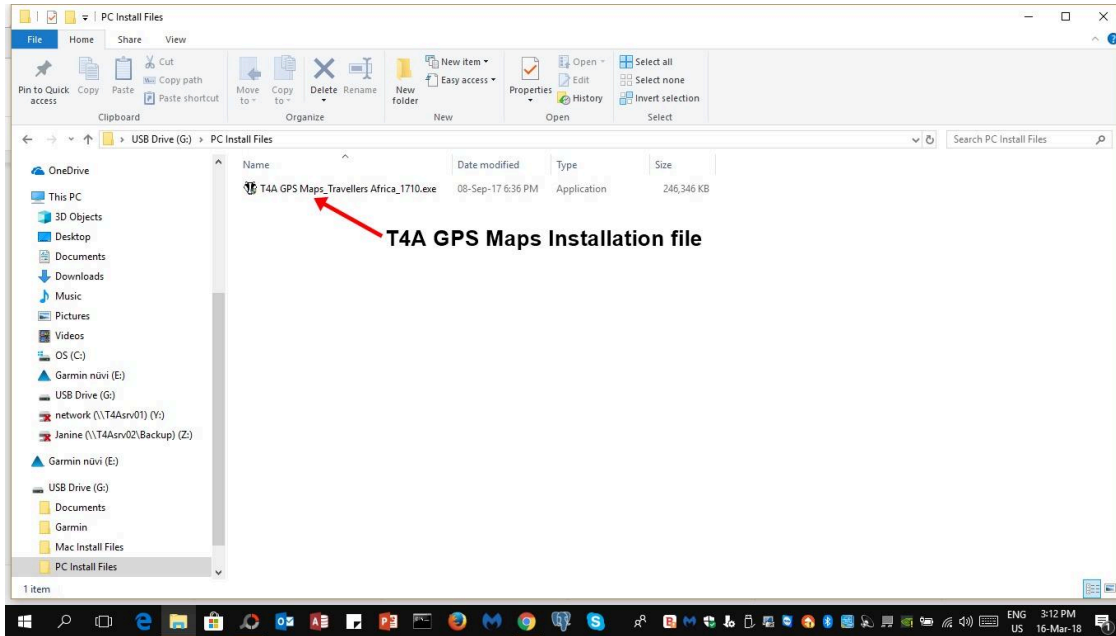 PC Install Files
File Home Share View
Pin to Quick access
Copy
Paste
Cut
Copy path
Paste shortcut
Clipboard
Move to
Copy to
Delete
Rename
Organize
New folder
New item
Easy access
New
Properties
Open
Edit
History
Open
Select all
Select none
Invert selection
Select
USB Drive (G:) > PC Install Files
Search PC Install Files
Name Date modified Type Size
T4A GPS Maps_Travellers Africa_1710.exe 08-Sep-17 6:36 PM Application 246,346 KB
T4A GPS Maps Installation file
OneDrive
This PC
3D Objects
Desktop
Documents
Downloads
Music
Pictures
Videos
OS (C:)
Garmin nüvi (E:)
USB Drive (G:)
network (\\T4Asrv01) (Y:)
Janine (\\T4Asrv02\Backup) (Z:)
Garmin nüvi (E:)
USB Drive (G:)
Documents
Garmin
Mac Install Files
PC Install Files
1 item
ENG 3:12 PM
US 16-Mar-18